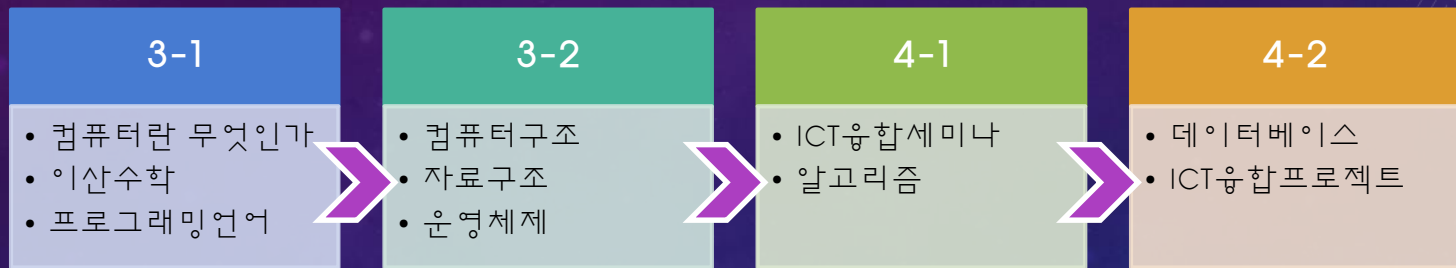 3-1
• 컴퓨터란 무엇인가
• 이산수학
• 프로그래밍언어
3-2
• 컴퓨터구조
• 자료구조
• 운영체제
4-1
• ICT융합세미나
• 알고리즘
4-2
• 데이터베이스
• ICT융합프로젝트